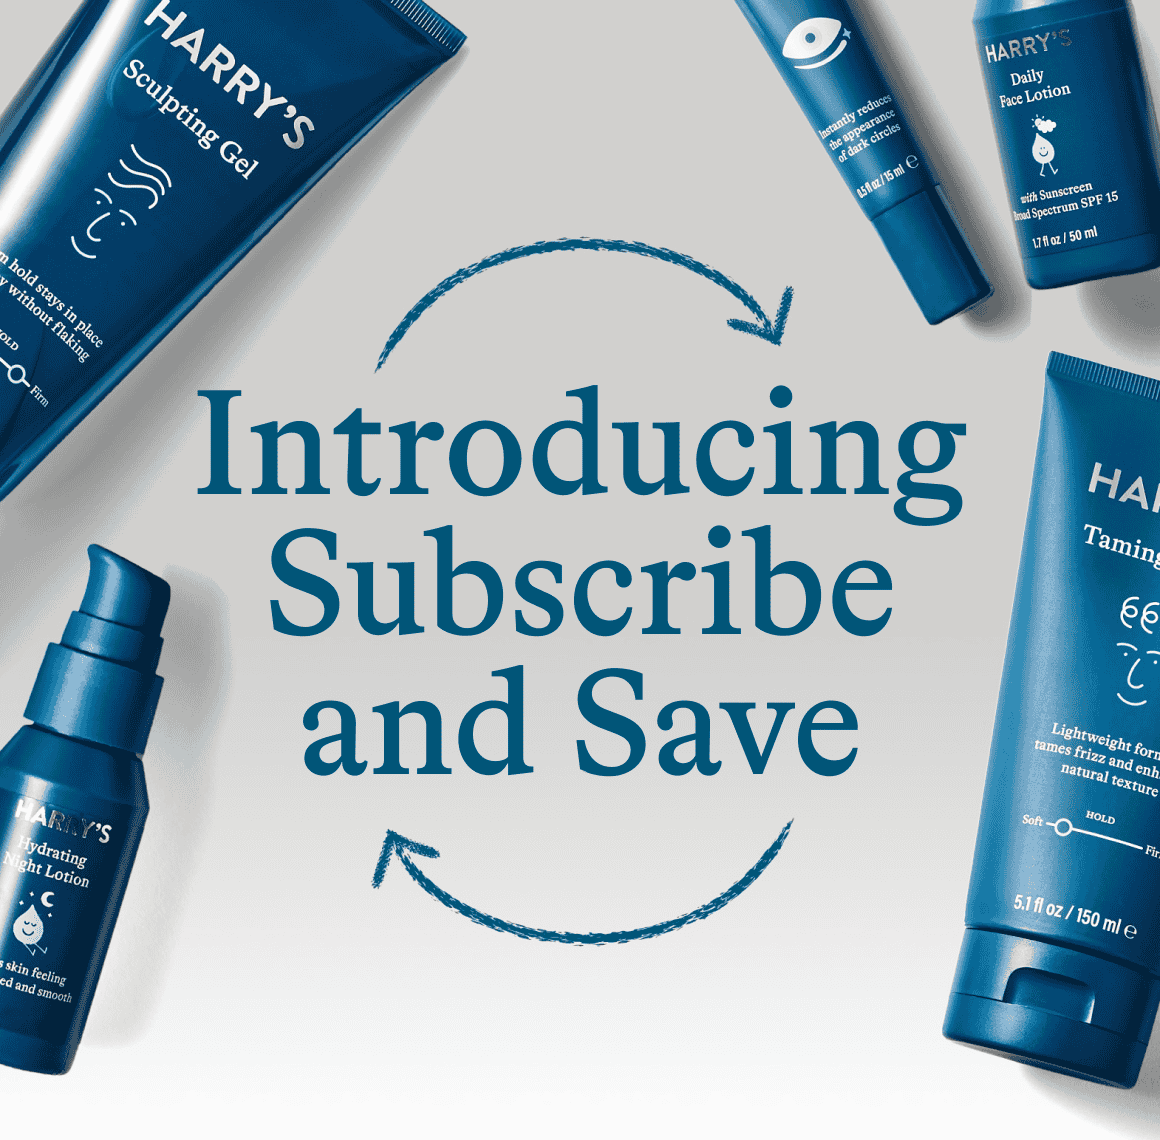 HARRY'S
Sculpting Gel
hold stays in place
without flaking
HOLD
Firm
Instantly reduces
the appearance
of dark circles
0.5 fl oz / 15 ml ℮
HARRY'S
Daily
Face Lotion
with Sunscreen
Broad Spectrum SPF 15
1.7 fl oz / 50 ml
Introducing
Subscribe
and Save
HARRY'S
Hydrating
Night Lotion
skin feeling
and smooth
Taming
Lightweight
tames frizz and
natural texture
HOLD
Soft
5.1 fl oz / 150 ml ℮